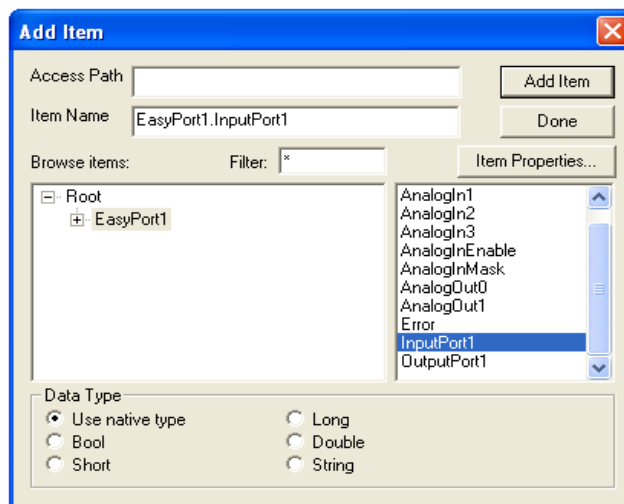 Add Item
Access Path
Add Item
Item Name EasyPort1.InputPort1
Done
Browse items: Filter: *
Item Properties...
Root
EasyPort1
AnalogIn1
AnalogIn2
AnalogIn3
AnalogInEnable
AnalogInMask
AnalogOut0
AnalogOut1
Error
InputPort1
OutputPort1
Data Type
Use native type Long
Bool Double
Short String